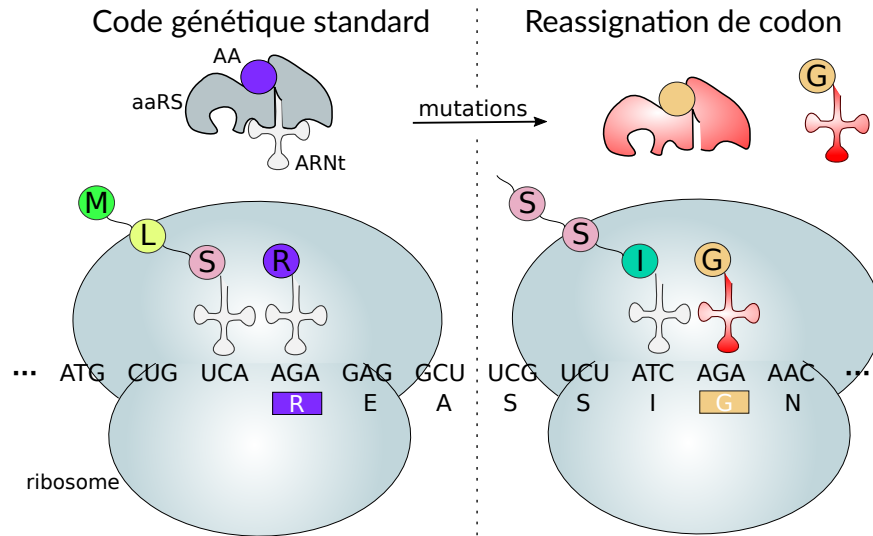 Code génétique standard
Reassignation de codon
AA
aaRS
mutations
G
ARNt
M
L
S
R
S
S
I
G
... ATG CUG UCA AGA GAG GCU UCG UCU ATC AGA AAC ...
R E A S S I G N
ribosome